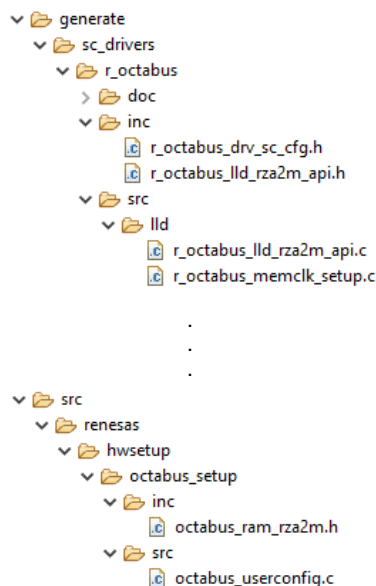 generate
sc_drivers
r_octabus
doc
inc
r_octabus_drv_sc_cfg.h
r_octabus_lld_rza2m_api.h
src
lld
r_octabus_lld_rza2m_api.c
r_octabus_memclk_setup.c
.
.
.
src
renesas
hwsetup
octabus_setup
inc
octabus_ram_rza2m.h
src
octabus_userconfig.c